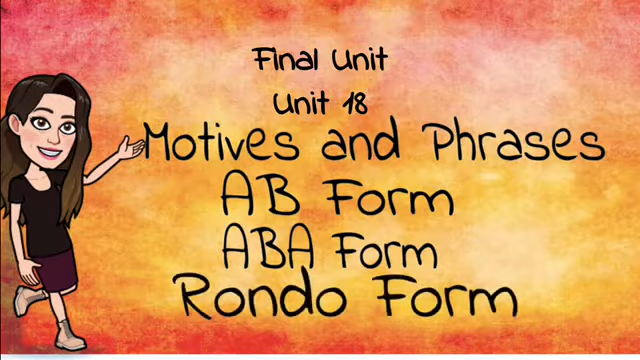 Final Unit
Unit 18
Motives and Phrases
AB Form
ABA Form
Rondo Form